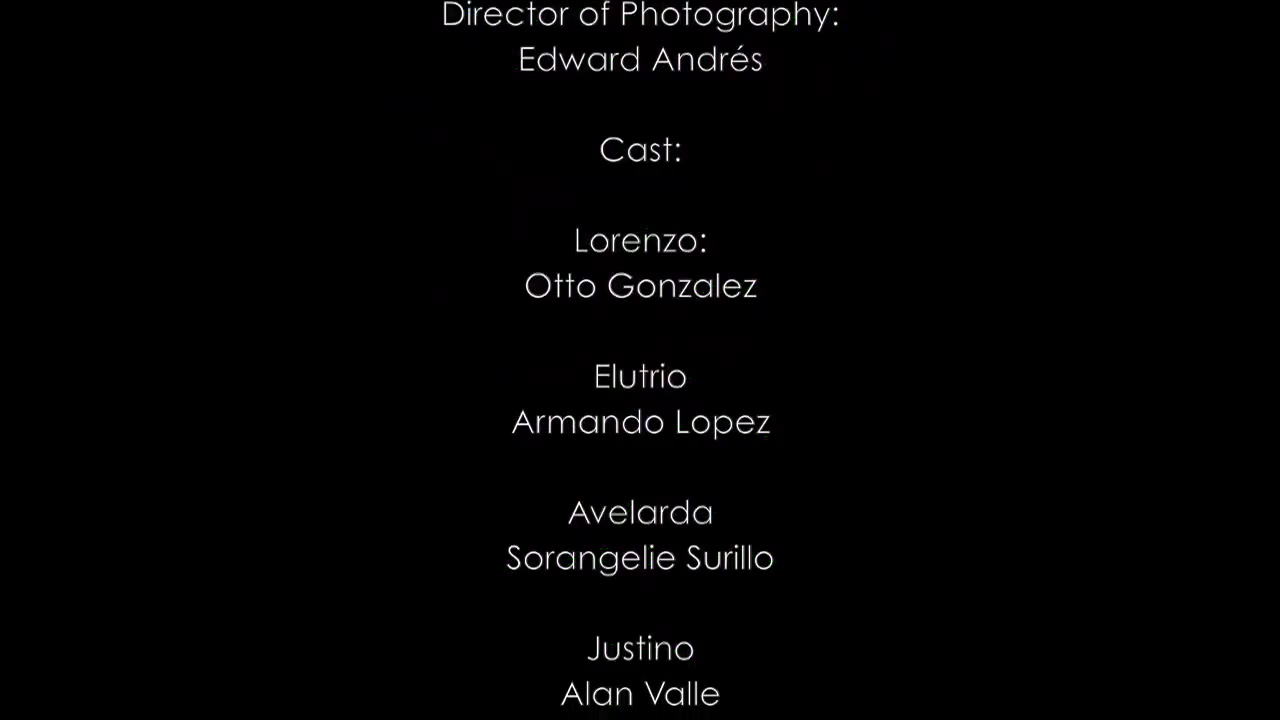 Director of Photography:
Edward Andrés
Cast:
Lorenzo:
Otto Gonzalez
Elutrio
Armando Lopez
Avelarda
Sorangelie Surillo
Justino
Alan Valle